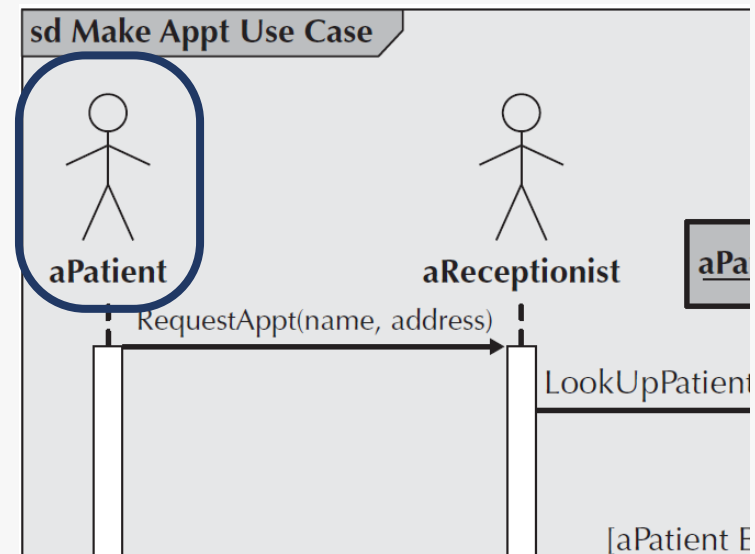 sd Make Appt Use Case
aPatient
aReceptionist
aPa
RequestAppt(name, address)
LookUpPatient
[aPatient E